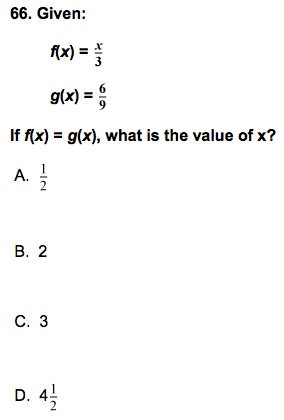 66. Given:
f(x) = x/3
g(x) = 6/9
If f(x) = g(x), what is the value of x?
A. 1/2
B. 2
C. 3
D. 4 1/2